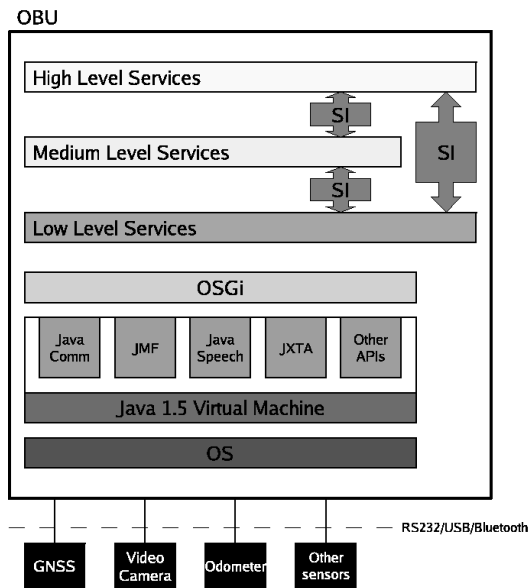 OBU
High Level Services
SI
Medium Level Services
SI
SI
Low Level Services
OSGi
Java
Comm
JMF
Java
Speech
JXTA
Other
APIs
Java 1.5 Virtual Machine
OS
RS232/USB/Bluetooth
GNSS
Video
Camera
Odometer
Other
sensors